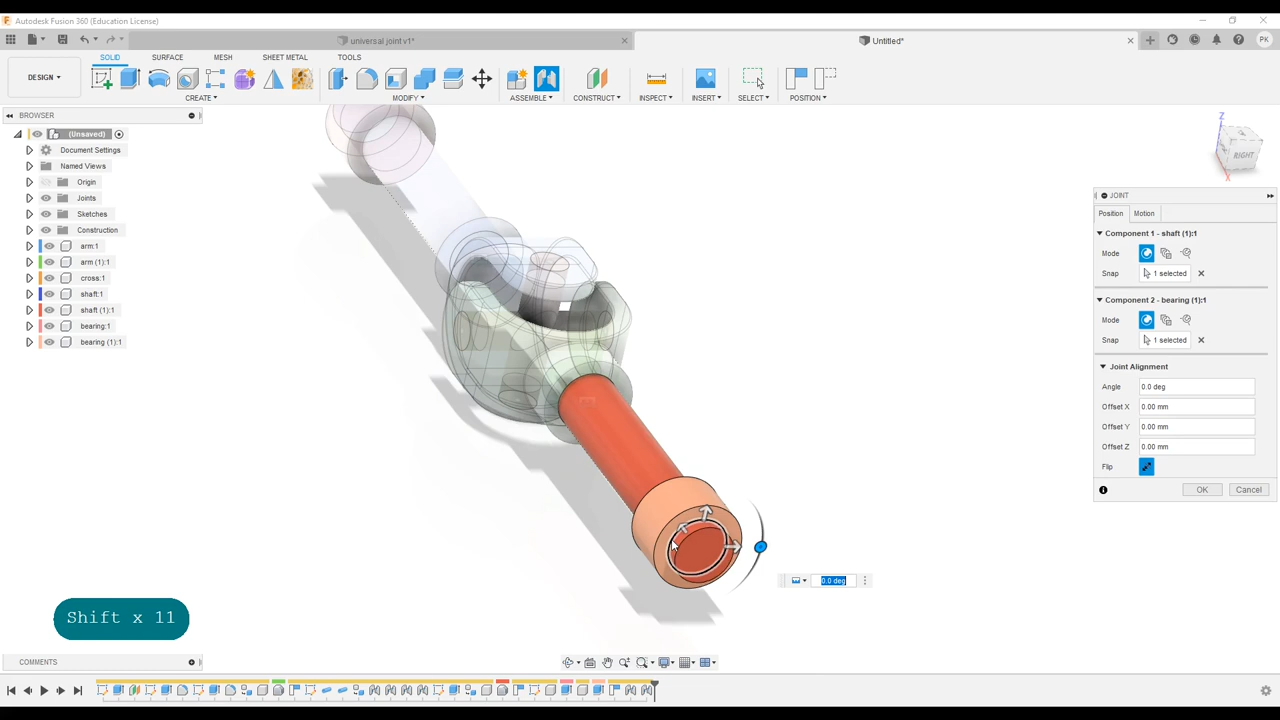 Autodesk Fusion 360 (Education License)
universal joint v1*
Untitled*
PK
DESIGN
SOLID
SURFACE
MESH
SHEET METAL
TOOLS
CREATE
MODIFY
ASSEMBLE
CONSTRUCT
INSPECT
INSERT
SELECT
POSITION
BROWSER
(Unsaved)
Document Settings
Named Views
Origin
Joints
Sketches
Construction
arm:1
arm (1):1
cross:1
shaft:1
shaft (1):1
bearing:1
bearing (1):1
Z
RIGHT
X
JOINT
Position
Motion
Component 1 - shaft (1):1
Mode
Snap
1 selected
Component 2 - bearing (1):1
Mode
Snap
1 selected
Joint Alignment
Angle
0.0 deg
Offset X
0.00 mm
Offset Y
0.00 mm
Offset Z
0.00 mm
Flip
OK
Cancel
0.0 deg
Shift x 11
COMMENTS